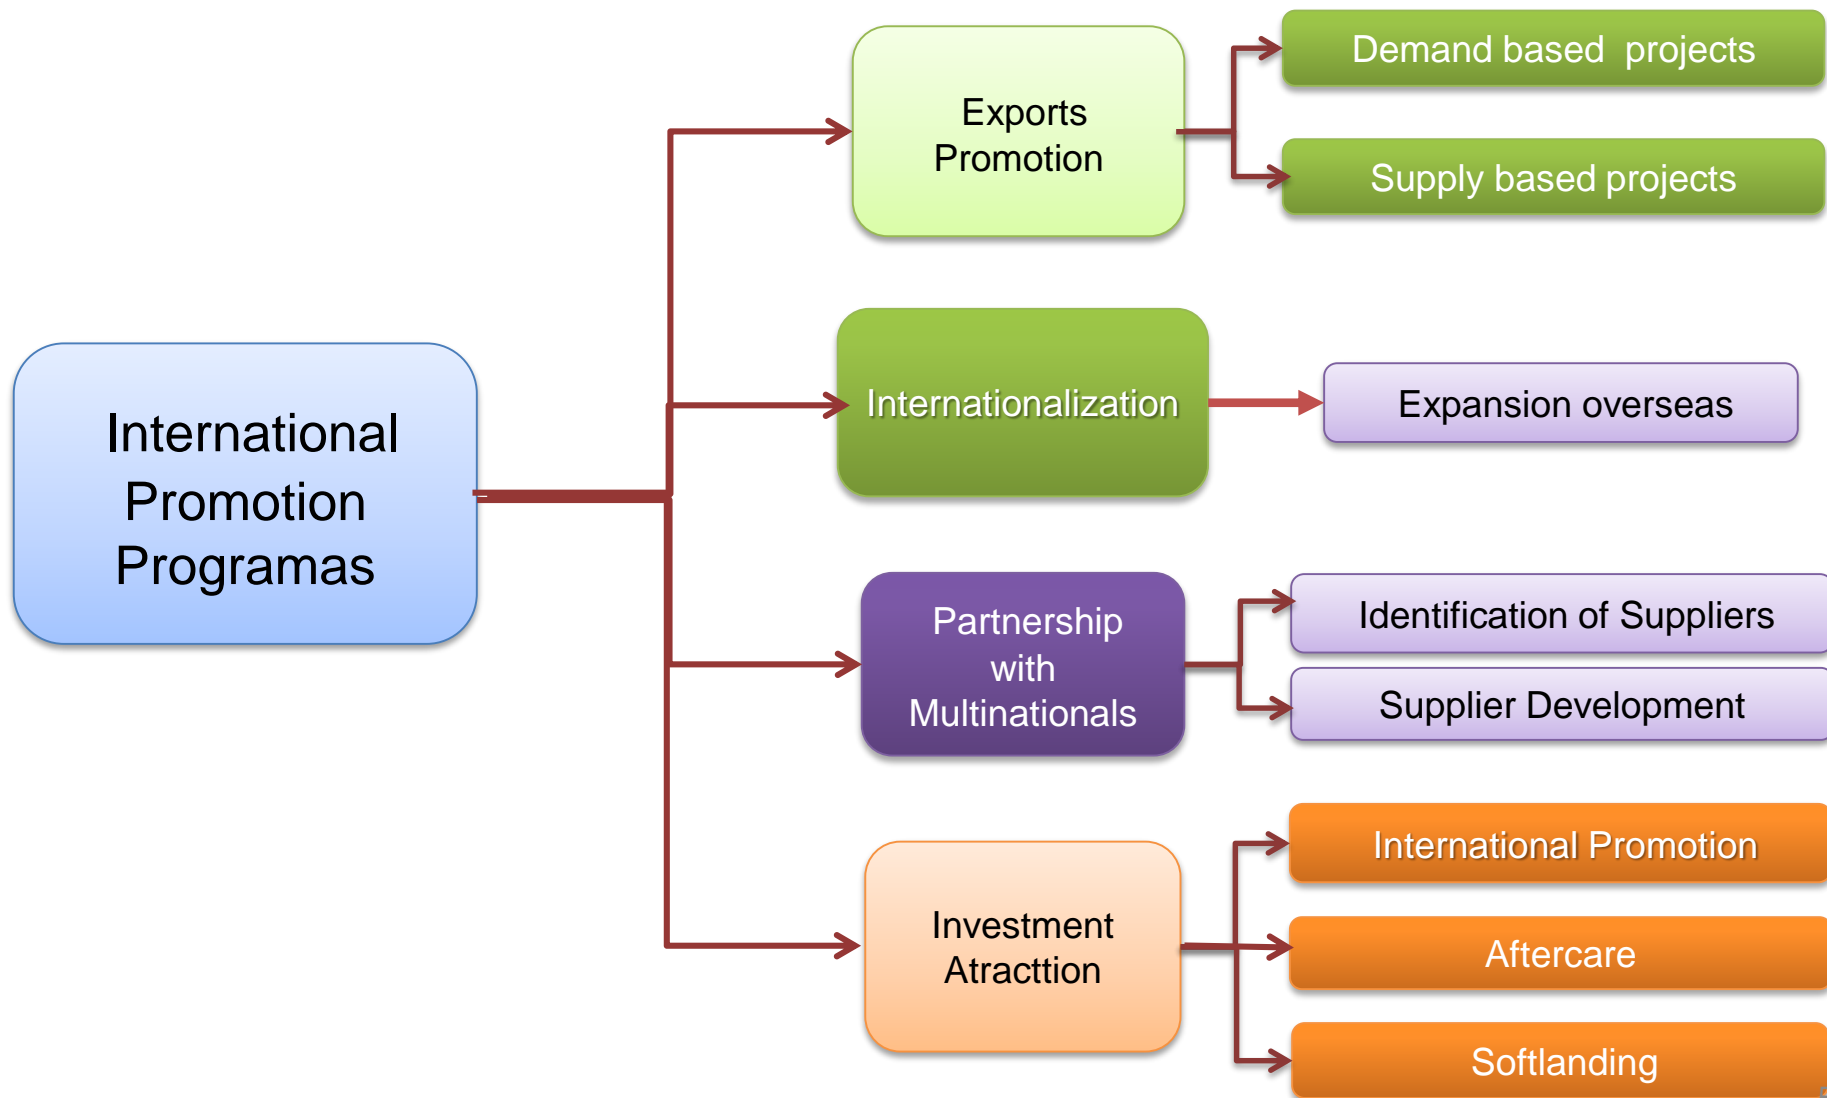 International
Promotion
Programas
Exports
Promotion
Demand based projects
Supply based projects
Internationalization
Expansion overseas
Partnership
with
Multinationals
Identification of Suppliers
Supplier Development
Investment
Atracttion
International Promotion
Aftercare
Softlanding